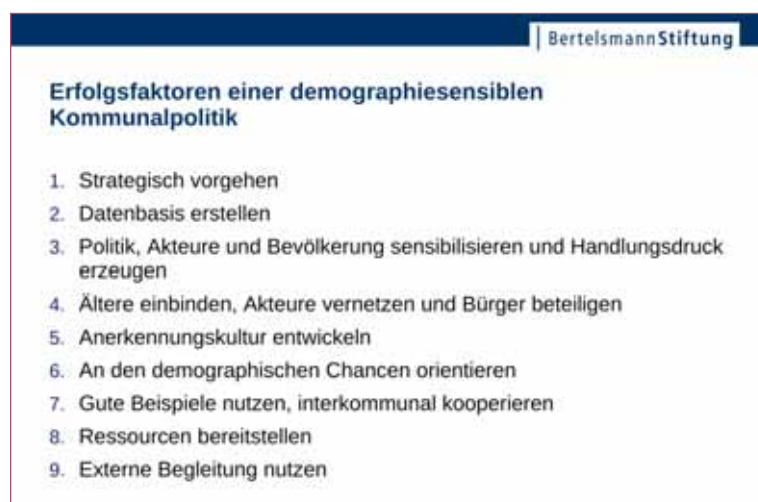 BertelsmannStiftung
Erfolgsfaktoren einer demographiesensiblen
Kommunalpolitik
1. Strategisch vorgehen
2. Datenbasis erstellen
3. Politik, Akteure und Bevölkerung sensibilisieren und Handlungsdruck
erzeugen
4. Ältere einbinden, Akteure vernetzen und Bürger beteiligen
5. Anerkennungskultur entwickeln
6. An den demographischen Chancen orientieren
7. Gute Beispiele nutzen, interkommunal kooperieren
8. Ressourcen bereitstellen
9. Externe Begleitung nutzen